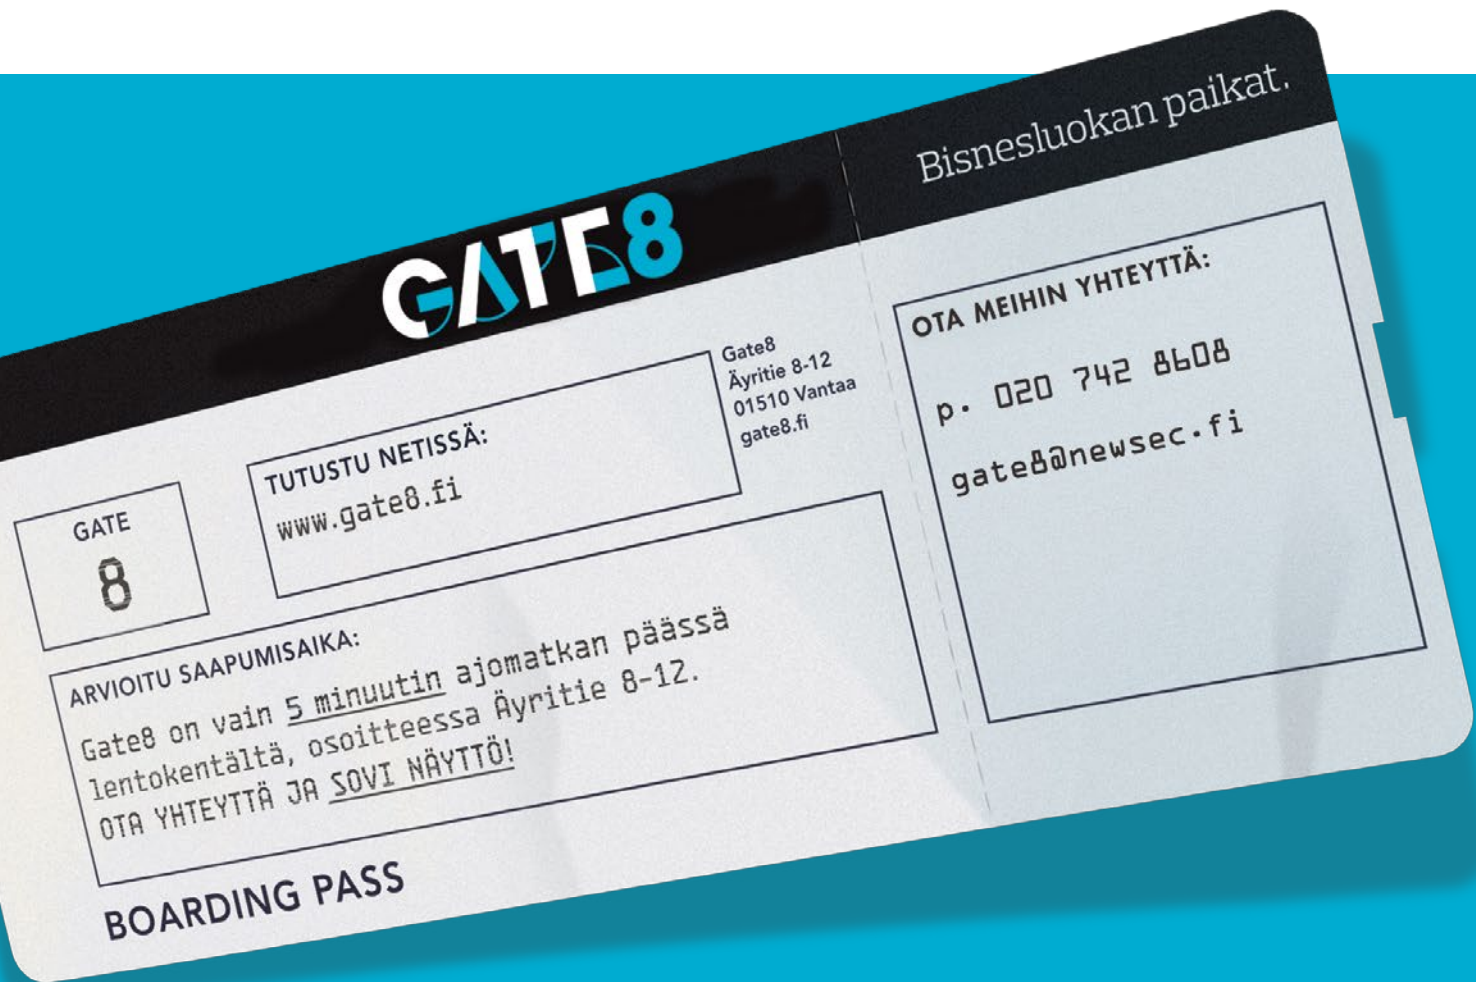 Bisnesluokan paikat.
GATE8
GATE
8
TUTUSTU NETISSÄ:
www.gate8.fi
Gate8
Äyritie 8-12
01510 Vantaa
gate8.fi
ARVIOITU SAAPUMISAIKA:
Gate8 on vain 5 minuutin ajomatkan päässä
lentokentältä, osoitteessa Äyritie 8-12.
OTA YHTEYTTÄ JA SOVI NÄYTTÖ!
BOARDING PASS
OTA MEIHIN YHTEYTTÄ:
p. 020 742 8608
gate8@newsec.fi